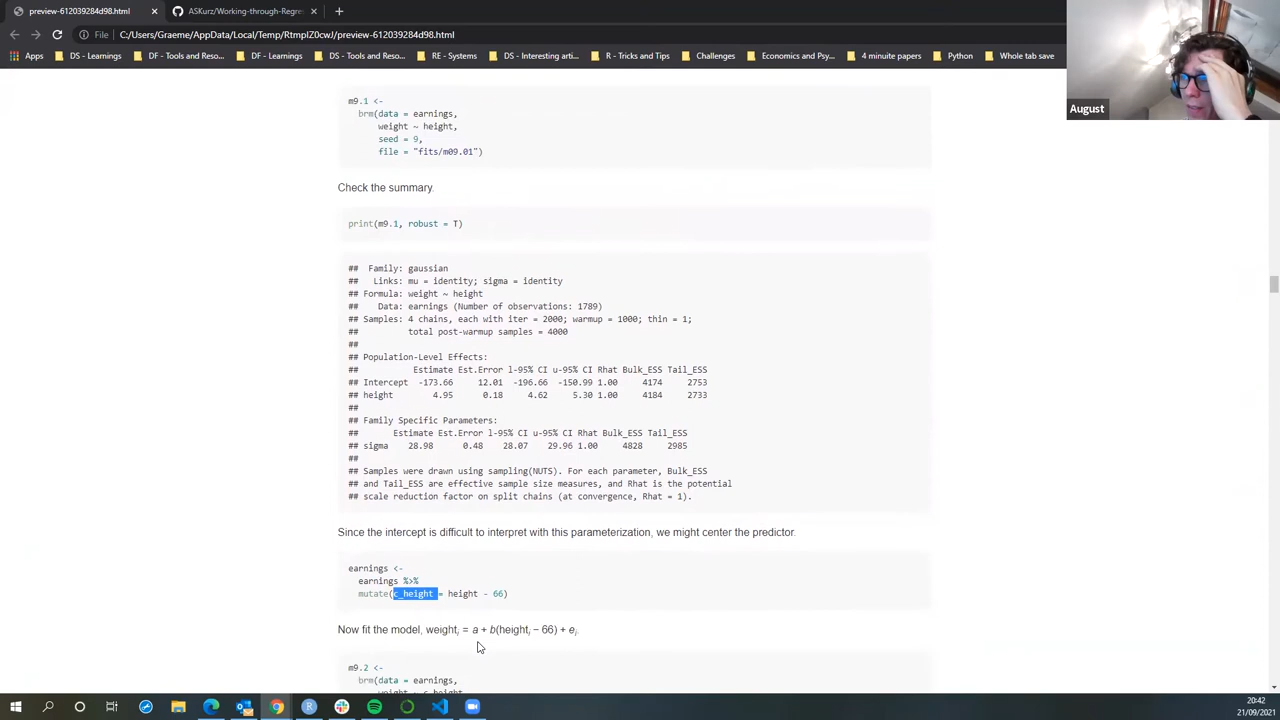 preview-612039284d98.html
ASKurz/Working-through-Regre
File
C:/Users/Graeme/AppData/Local/Temp/RtmpIZ0cwJ/preview-612039284d98.html
Apps
DS - Learnings
DF - Tools and Reso...
DF - Learnings
DS - Tools and Reso...
RE - Systems
DS - Interesting arti...
R - Tricks and Tips
Challenges
Economics and Psy...
4 minuite papers
Python
Whole tab save
August
m9.1 <-
brm(data = earnings,
weight ~ height,
seed = 9,
file = "fits/m09.01")
Check the summary.
print(m9.1, robust = T)
## Family: gaussian
## Links: mu = identity; sigma = identity
## Formula: weight ~ height
## Data: earnings (Number of observations: 1789)
## Samples: 4 chains, each with iter = 2000; warmup = 1000; thin = 1;
## total post-warmup samples = 4000
##
## Population-Level Effects:
## Estimate Est.Error l-95% CI u-95% CI Rhat Bulk_ESS Tail_ESS
## Intercept -173.66 12.01 -196.66 -150.99 1.00 4174 2753
## height 4.95 0.18 4.62 5.30 1.00 4184 2733
##
## Family Specific Parameters:
## Estimate Est.Error l-95% CI u-95% CI Rhat Bulk_ESS Tail_ESS
## sigma 28.98 0.48 28.07 29.96 1.00 4828 2985
##
## Samples were drawn using sampling(NUTS). For each parameter, Bulk_ESS
## and Tail_ESS are effective sample size measures, and Rhat is the potential
## scale reduction factor on split chains (at convergence, Rhat = 1).
Since the intercept is difficult to interpret with this parameterization, we might center the predictor.
earnings <-
earnings %>%
mutate(c_height = height - 66)
Now fit the model, weightᵢ = a + b(heightᵢ − 66) + eᵢ.
m9.2 <-
brm(data = earnings,
weight ~ c_height,
20:42
21/09/2021